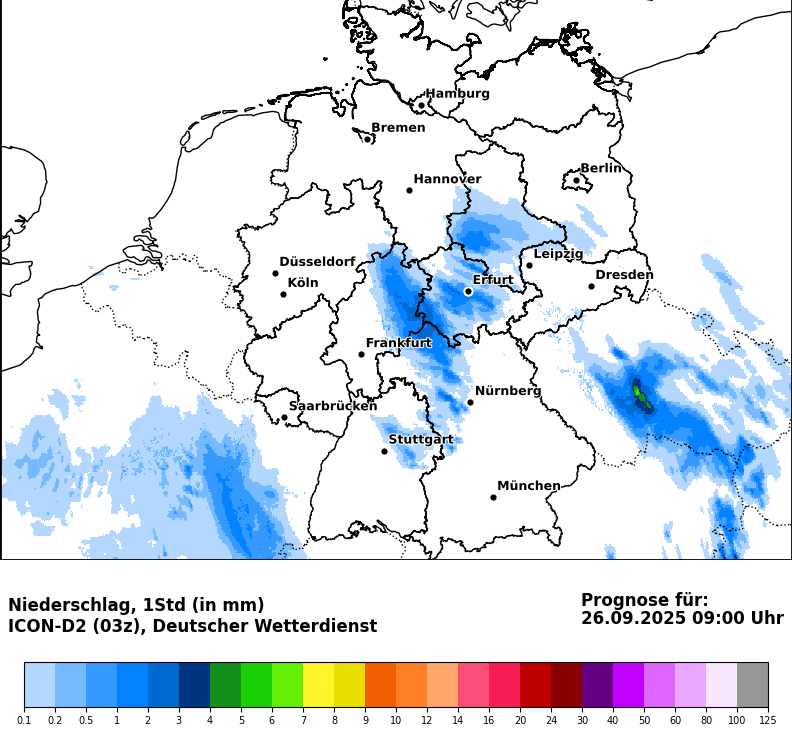 Hamburg
Bremen
Berlin
Hannover
Leipzig
Düsseldorf
Dresden
Köln
Erfurt
Frankfurt
Nürnberg
Saarbrücken
Stuttgart
München
Niederschlag, 1Std (in mm)
ICON-D2 (03z), Deutscher Wetterdienst
Prognose für:
26.09.2025 09:00 Uhr
0.1 0.2 0.5 1 2 3 4 5 6 7 8 9 10 12 14 16 20 24 30 40 50 60 80 100 125